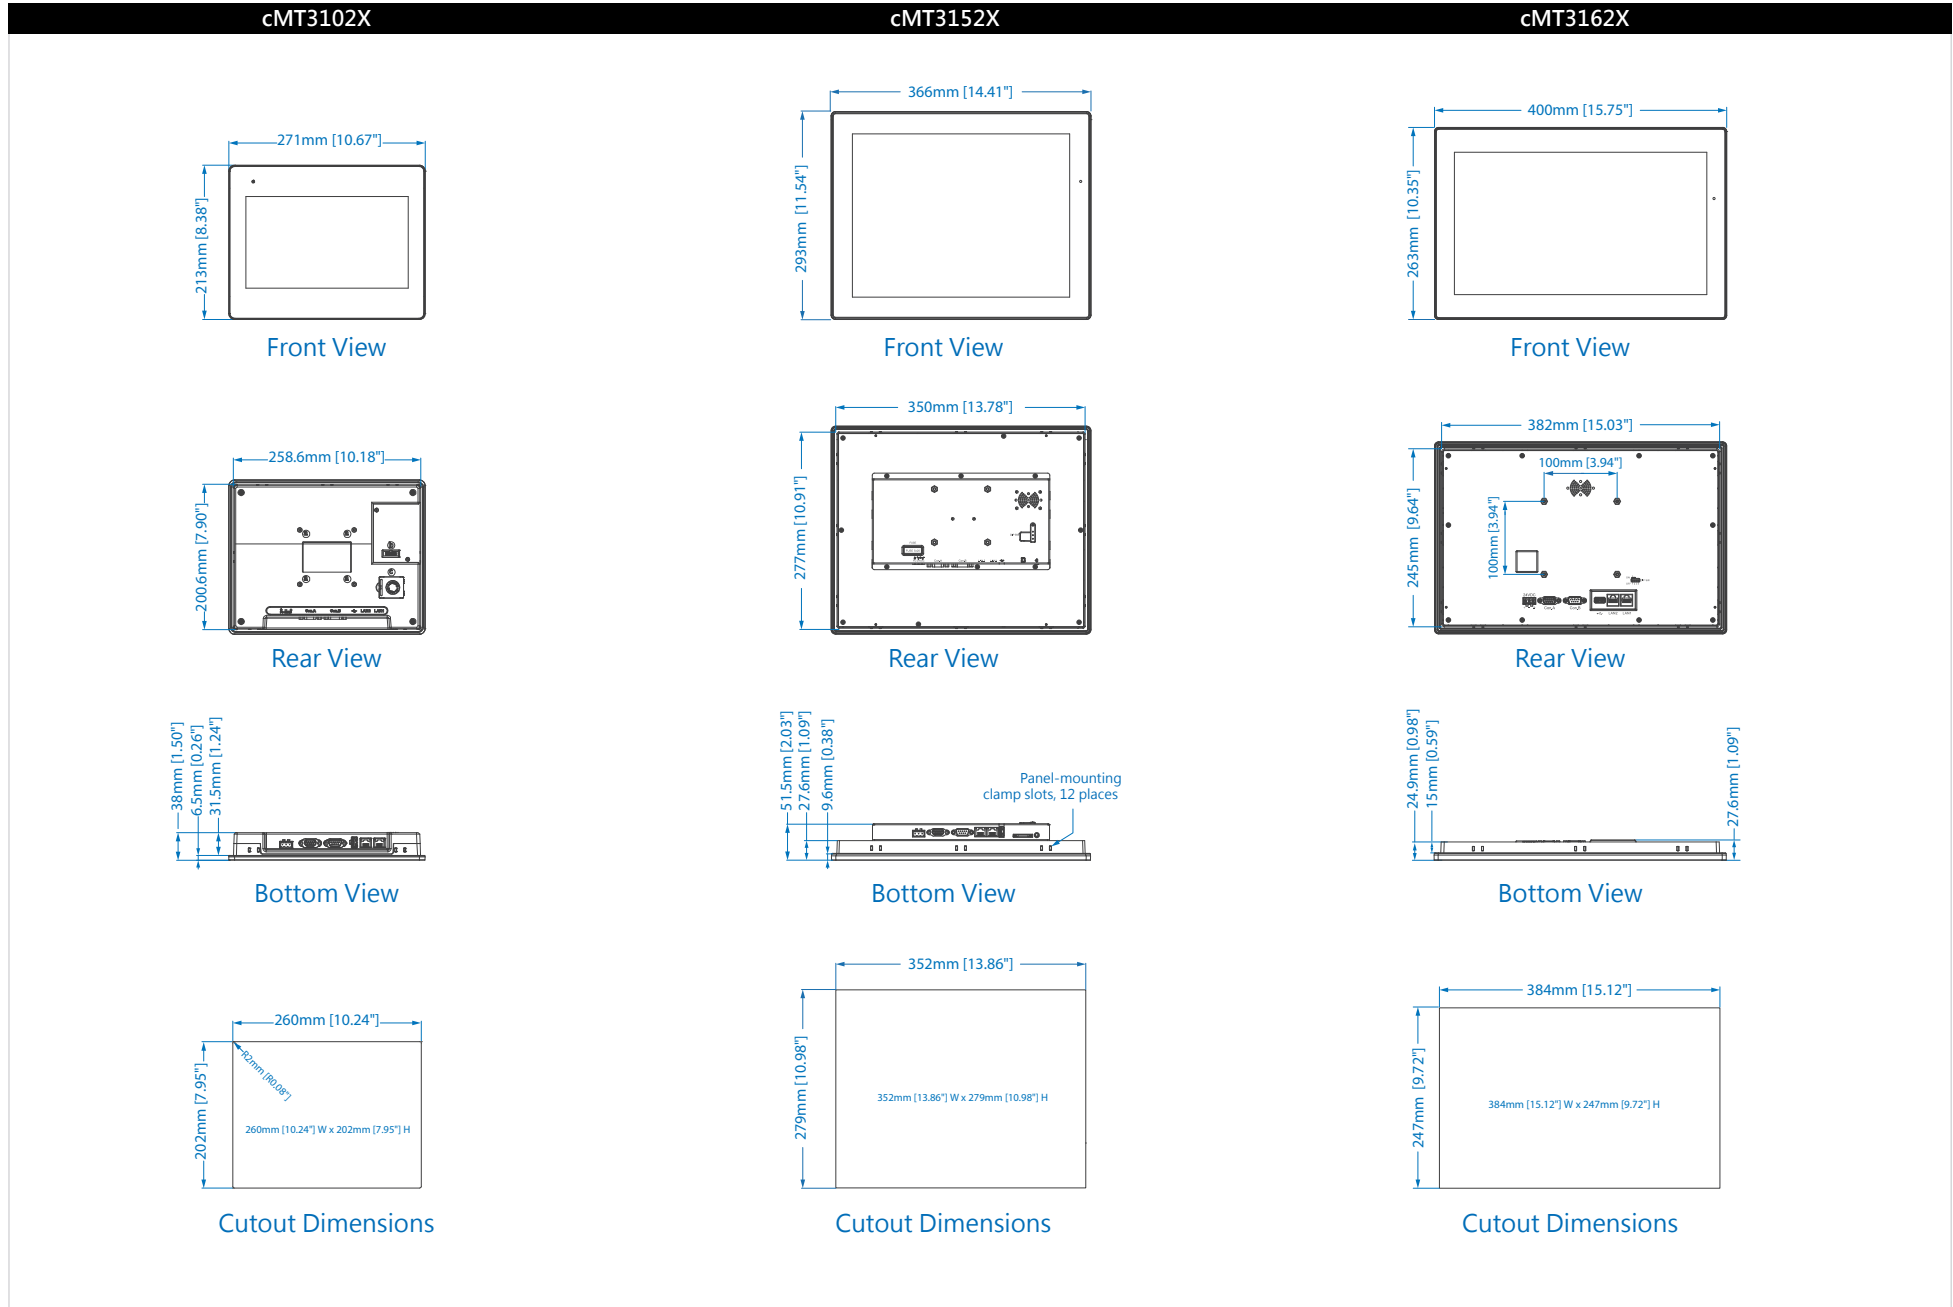 cMT3102X
cMT3152X
cMT3162X
271mm [10.67"]
213mm [8.38"]
Front View
366mm [14.41"]
293mm [11.54"]
Front View
400mm [15.75"]
263mm [10.35"]
Front View
258.6mm [10.18"]
200.6mm [7.90"]
Rear View
350mm [13.78"]
277mm [10.91"]
Rear View
382mm [15.03"]
100mm [3.94"]
100mm [3.94"]
245mm [9.64"]
Rear View
38mm [1.50"]
6.5mm [0.26"]
31.5mm [1.24"]
Bottom View
51.5mm [2.03"]
27.6mm [1.09"]
9.6mm [0.38"]
Panel-mounting
clamp slots, 12 places
Bottom View
24.9mm [0.98"]
15mm [0.59"]
27.6mm [1.09"]
Bottom View
260mm [10.24"]
202mm [7.95"]
R2mm [R0.08"]
260mm [10.24"] W x 202mm [7.95"] H
Cutout Dimensions
352mm [13.86"]
279mm [10.98"]
352mm [13.86"] W x 279mm [10.98"] H
Cutout Dimensions
384mm [15.12"]
247mm [9.72"]
384mm [15.12"] W x 247mm [9.72"] H
Cutout Dimensions